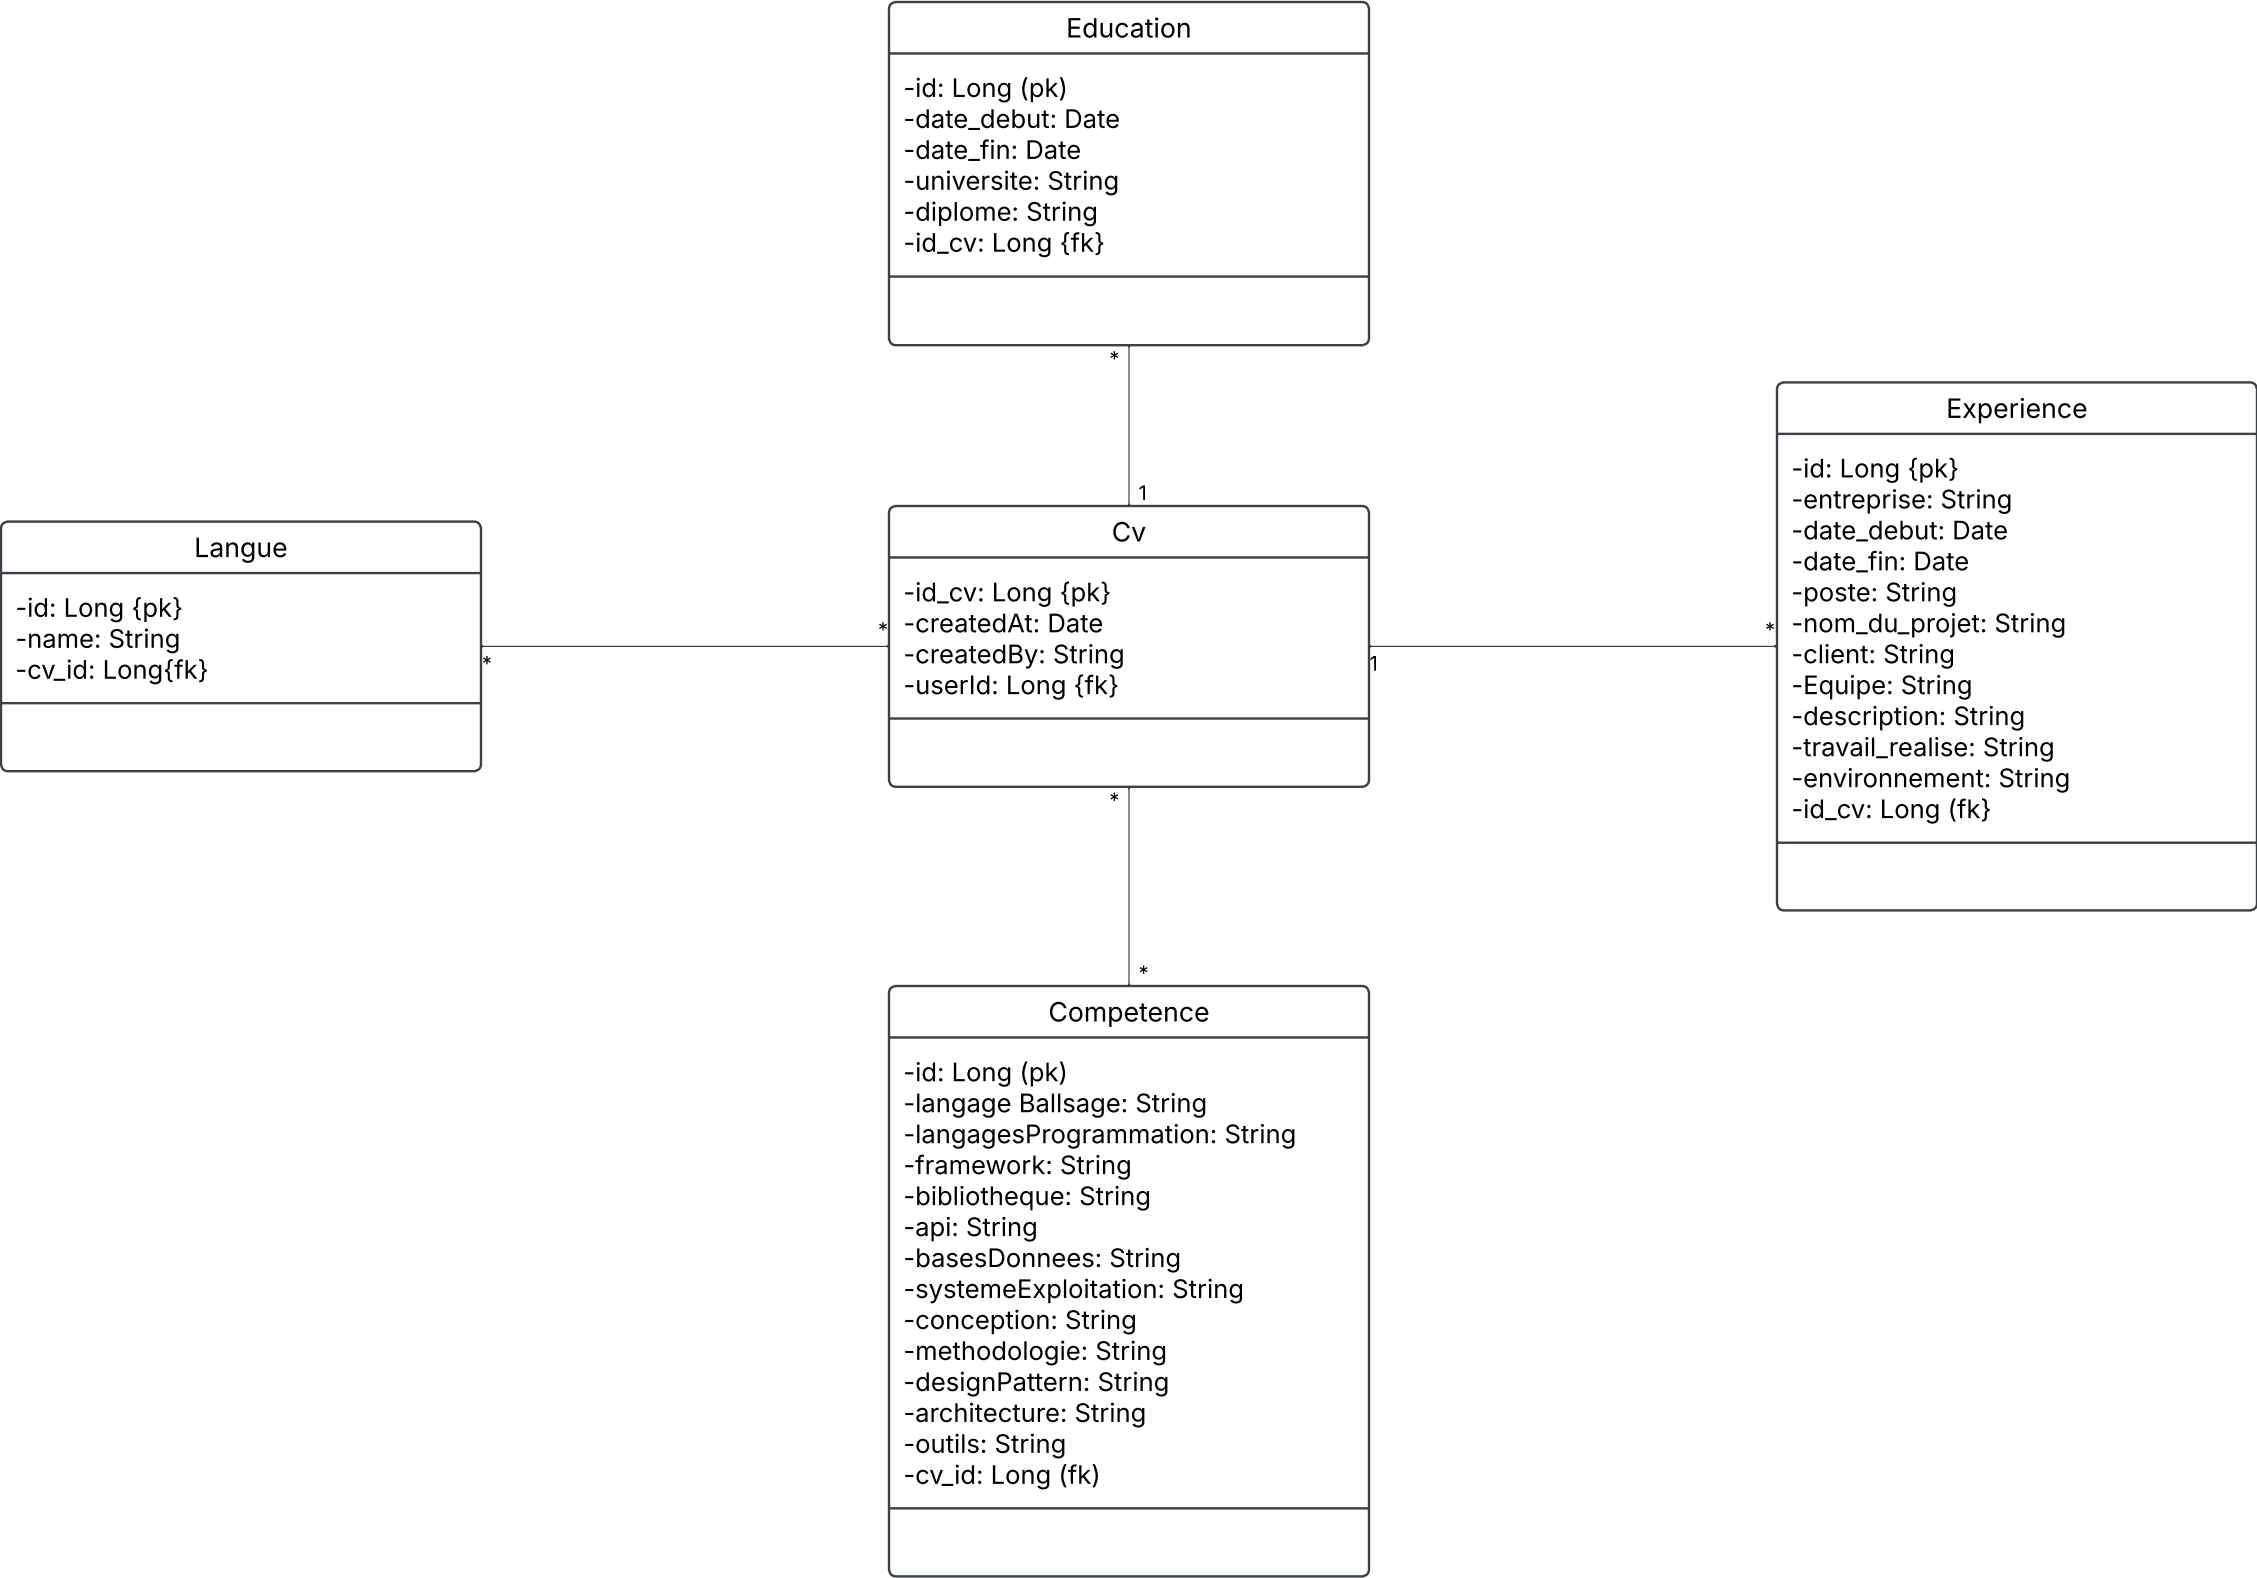 Education
-id: Long (pk)
-date_debut: Date
-date_fin: Date
-universite: String
-diplome: String
-id_cv: Long {fk}
*
1
Langue
-id: Long {pk}
-name: String
-cv_id: Long{fk}
*
*
Cv
-id_cv: Long {pk}
-createdAt: Date
-createdBy: String
-userId: Long {fk}
1
*
Experience
-id: Long {pk}
-entreprise: String
-date_debut: Date
-date_fin: Date
-poste: String
-nom_du_projet: String
-client: String
-Equipe: String
-description: String
-travail_realise: String
-environnement: String
-id_cv: Long (fk}
*
*
Competence
-id: Long (pk)
-langage Ballsage: String
-langagesProgrammation: String
-framework: String
-bibliotheque: String
-api: String
-basesDonnees: String
-systemeExploitation: String
-conception: String
-methodologie: String
-designPattern: String
-architecture: String
-outils: String
-cv_id: Long (fk)